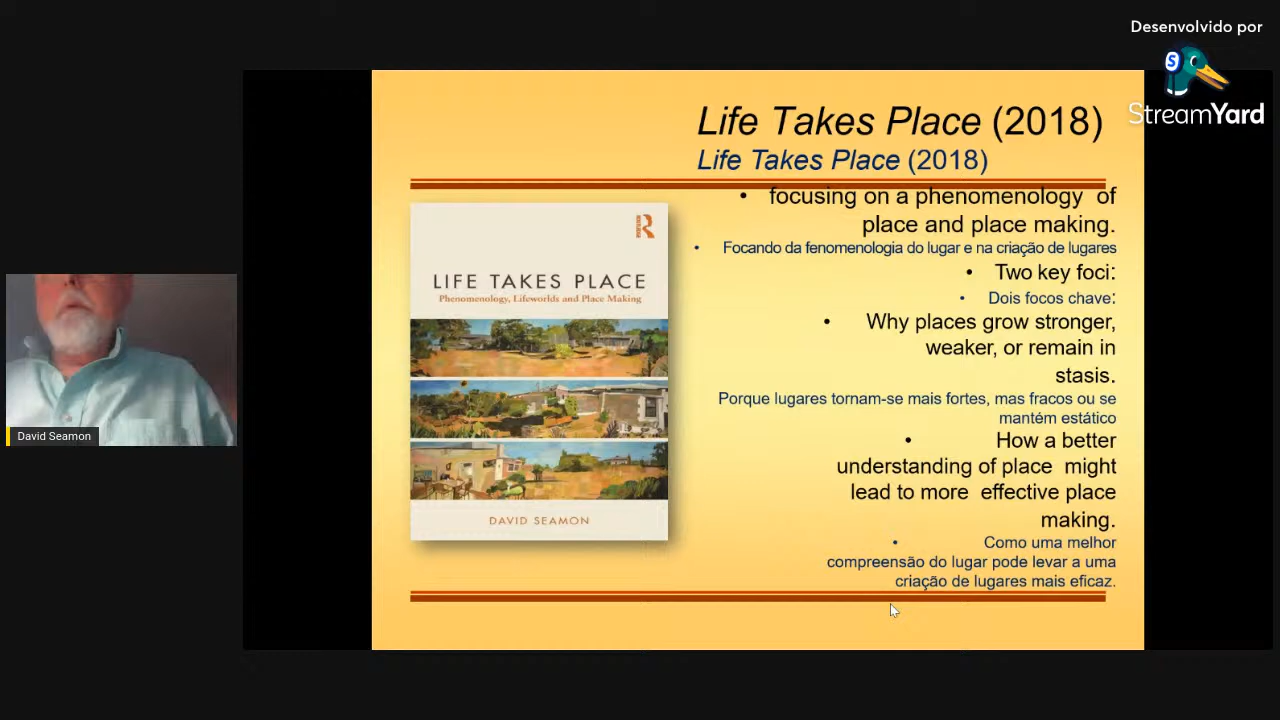 Desenvolvido por
StreamYard
Life Takes Place (2018)
Life Takes Place (2018)
• focusing on a phenomenology of
place and place making.
• Focando da fenomenologia do lugar e na criação de lugares
• Two key foci:
• Dois focos chave:
• Why places grow stronger,
weaker, or remain in
stasis.
Porque lugares tornam-se mais fortes, mas fracos ou se
mantém estático
• How a better
understanding of place might
lead to more effective place
making.
• Como uma melhor
compreensão do lugar pode levar a uma
criação de lugares mais eficaz.
R
LIFE TAKES PLACE
Phenomenology, Lifeworlds and Place Making
DAVID SEAMON
David Seamon